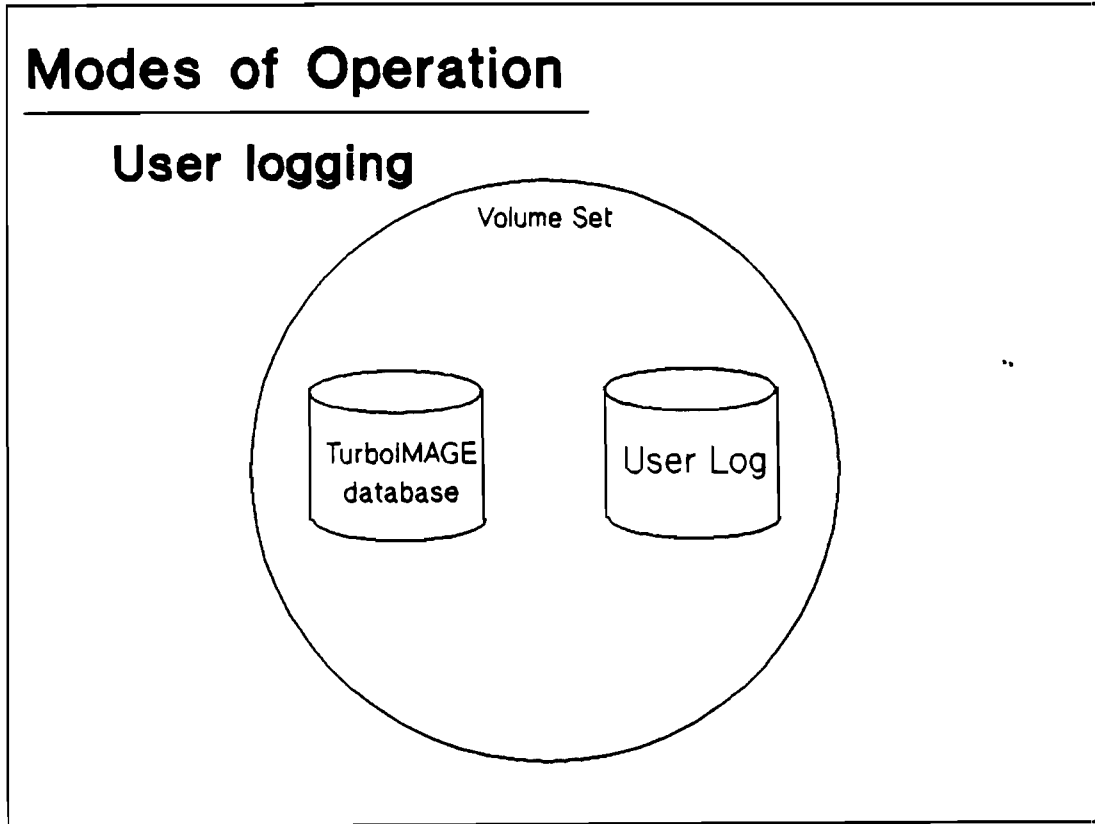 Modes of Operation
User logging
Volume Set
TurboIMAGE
database
User Log